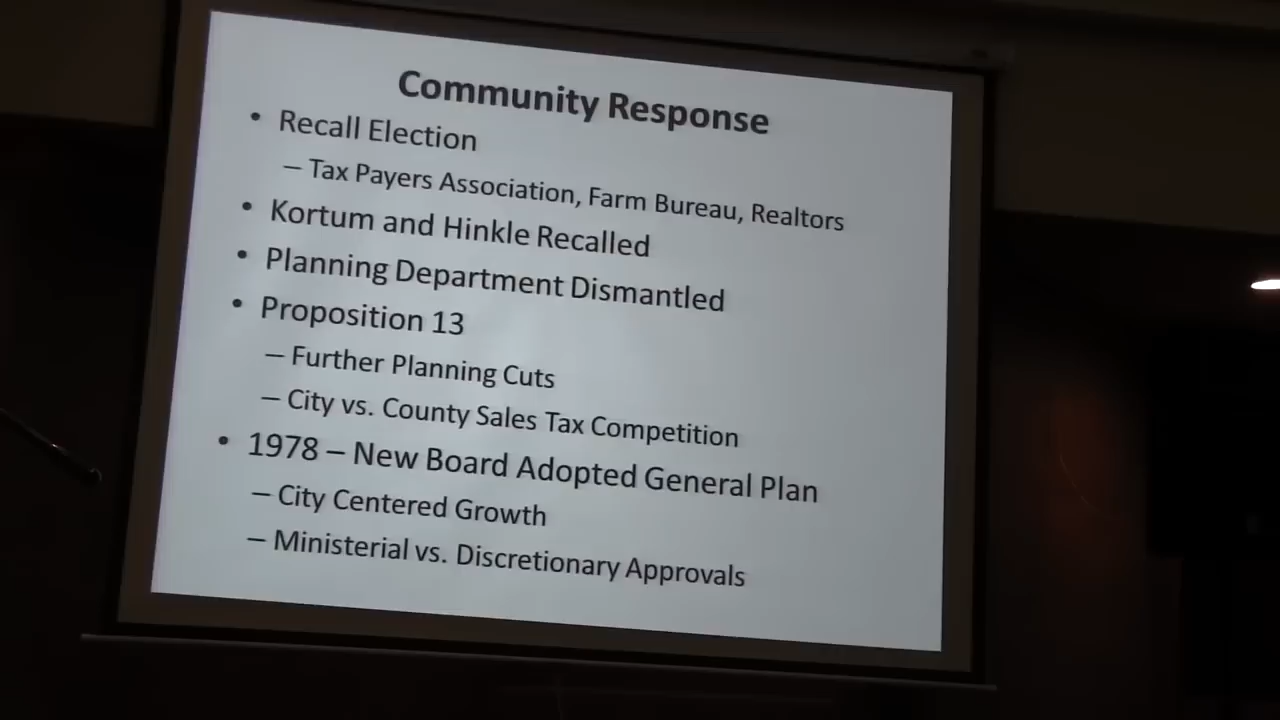 Community Response
• Recall Election
– Tax Payers Association, Farm Bureau, Realtors
• Kortum and Hinkle Recalled
• Planning Department Dismantled
• Proposition 13
– Further Planning Cuts
– City vs. County Sales Tax Competition
• 1978 – New Board Adopted General Plan
– City Centered Growth
– Ministerial vs. Discretionary Approvals